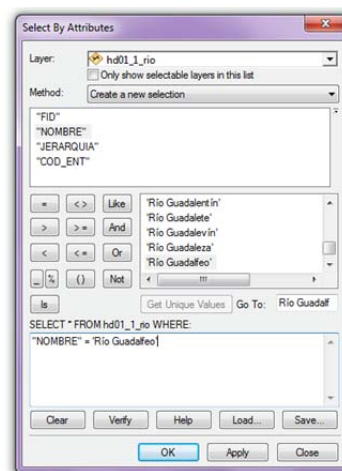 Select By Attributes
Layer: hd01_1_rio
Only show selectable layers in this list
Method: Create a new selection
"FID"
"NOMBRE"
"JERARQUIA"
"COD_ENT"
= < > Like
> > = And
< < = Or
_ % () Not
Is
'Río Guadalentín'
'Río Guadalete'
'Río Guadalevín'
'Río Guadaleza'
'Río Guadalfeo'
Get Unique Values Go To: Río Guadalf
SELECT * FROM hd01_1_rio WHERE:
"NOMBRE" = 'Río Guadalfeo'
Clear Verify Help Load... Save...
OK Apply Close